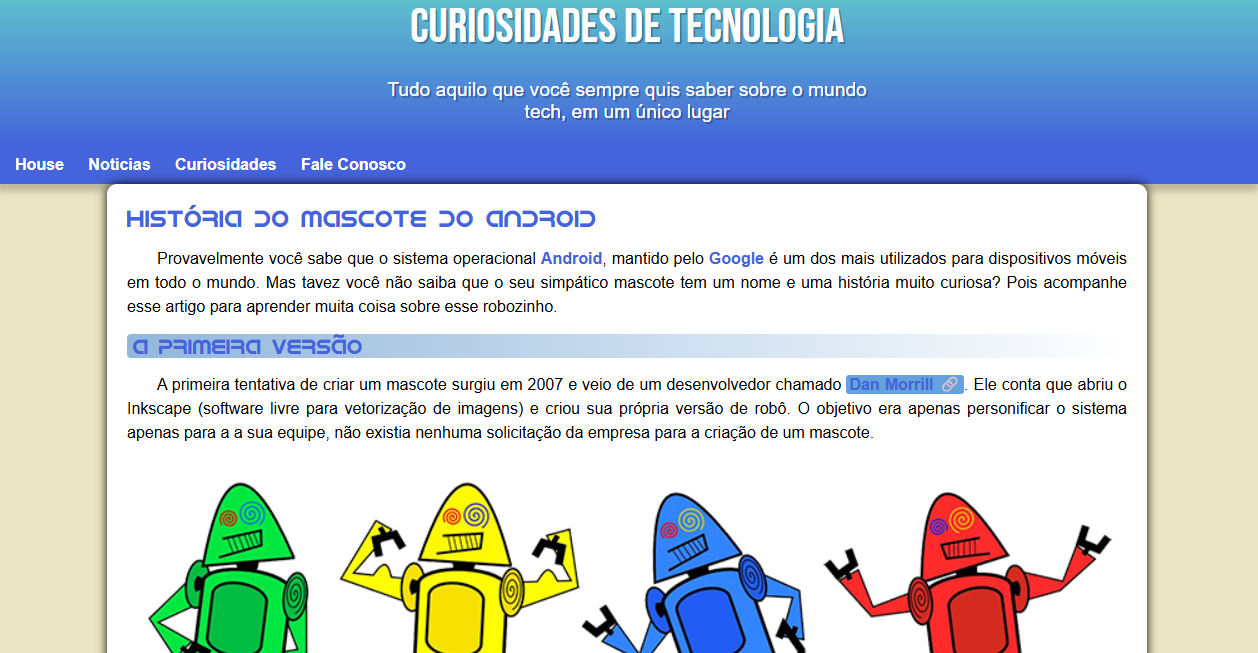 CURIOSIDADES DE TECNOLOGIA
Tudo aquilo que você sempre quis saber sobre o mundo
tech, em um único lugar
House Notícias Curiosidades Fale Conosco
História do Mascote do Android
Provavelmente você sabe que o sistema operacional Android, mantido pelo Google é um dos mais utilizados para dispositivos móveis
em todo o mundo. Mas tavez você não saiba que o seu simpático mascote tem um nome e uma história muito curiosa? Pois acompanhe
esse artigo para aprender muita coisa sobre esse robozinho.
A primeira versão
A primeira tentativa de criar um mascote surgiu em 2007 e veio de um desenvolvedor chamado Dan Morrill 🔗. Ele conta que abriu o
Inkscape (software livre para vetorização de imagens) e criou sua própria versão de robô. O objetivo era apenas personificar o sistema
apenas para a a sua equipe, não existia nenhuma solicitação da empresa para a criação de um mascote.